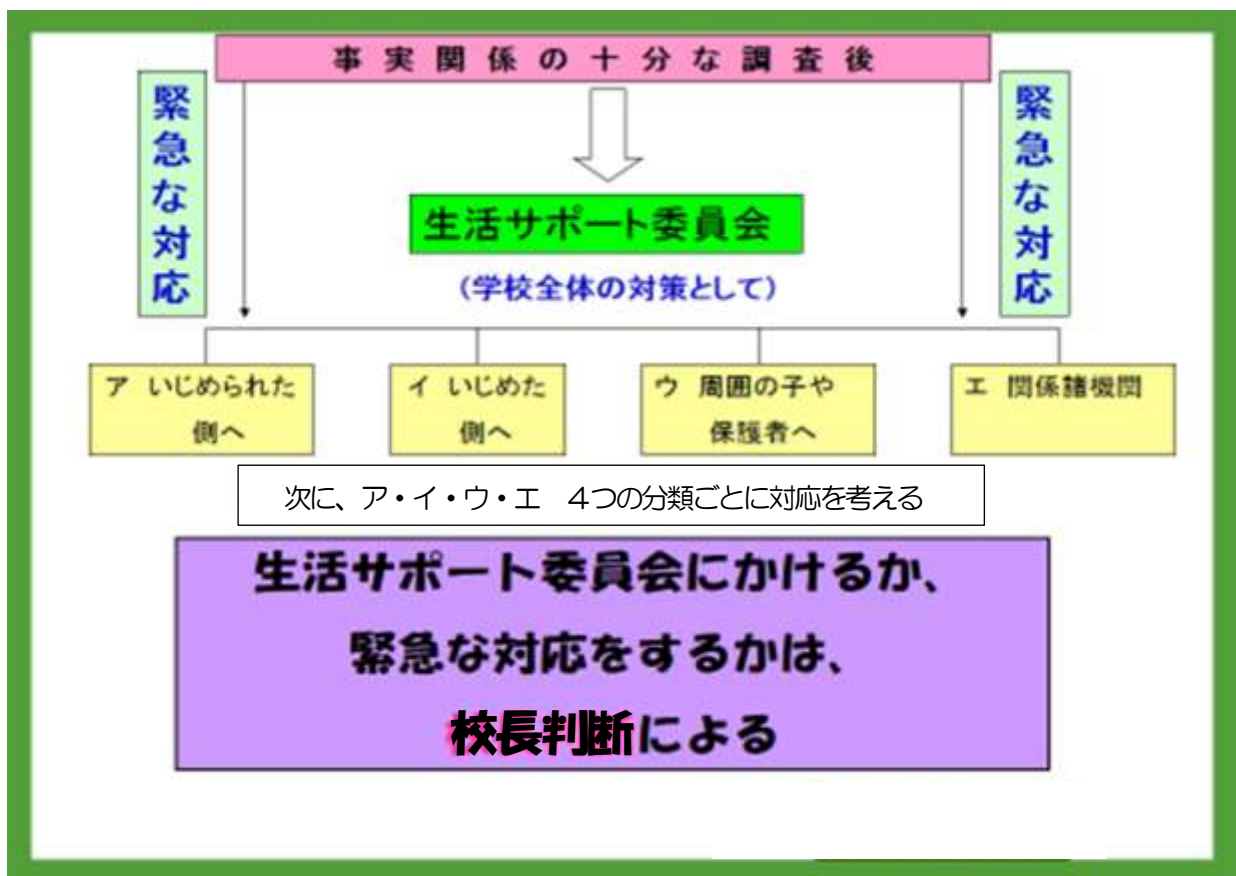 事実関係の十分な調査後
緊急な対応
緊急な対応
生活サポート委員会
(学校全体の対策として)
ア いじめられた
側へ
イ いじめた
側へ
ウ 周囲の子や
保護者へ
エ 関係諸機関
次に、ア・イ・ウ・エ 4つの分類ごとに対応を考える
生活サポート委員会にかけるか、
緊急な対応をするかは、
校長判断による